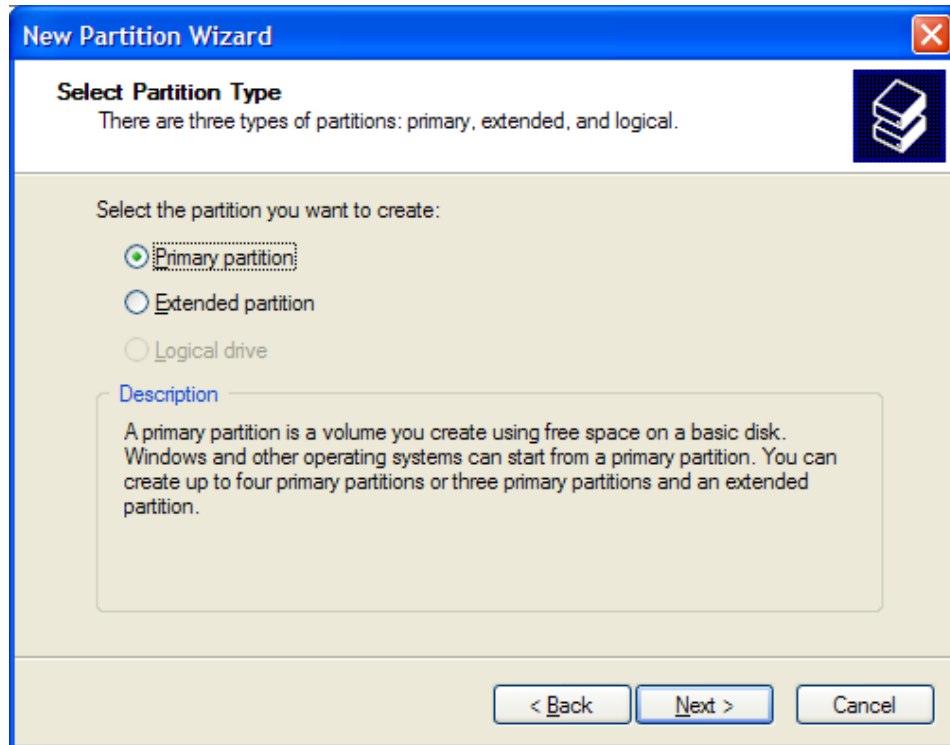 New Partition Wizard
Select Partition Type
There are three types of partitions: primary, extended, and logical.
Select the partition you want to create:
Primary partition
Extended partition
Logical drive
Description
A primary partition is a volume you create using free space on a basic disk.
Windows and other operating systems can start from a primary partition. You can
create up to four primary partitions or three primary partitions and an extended
partition.
< Back Next > Cancel